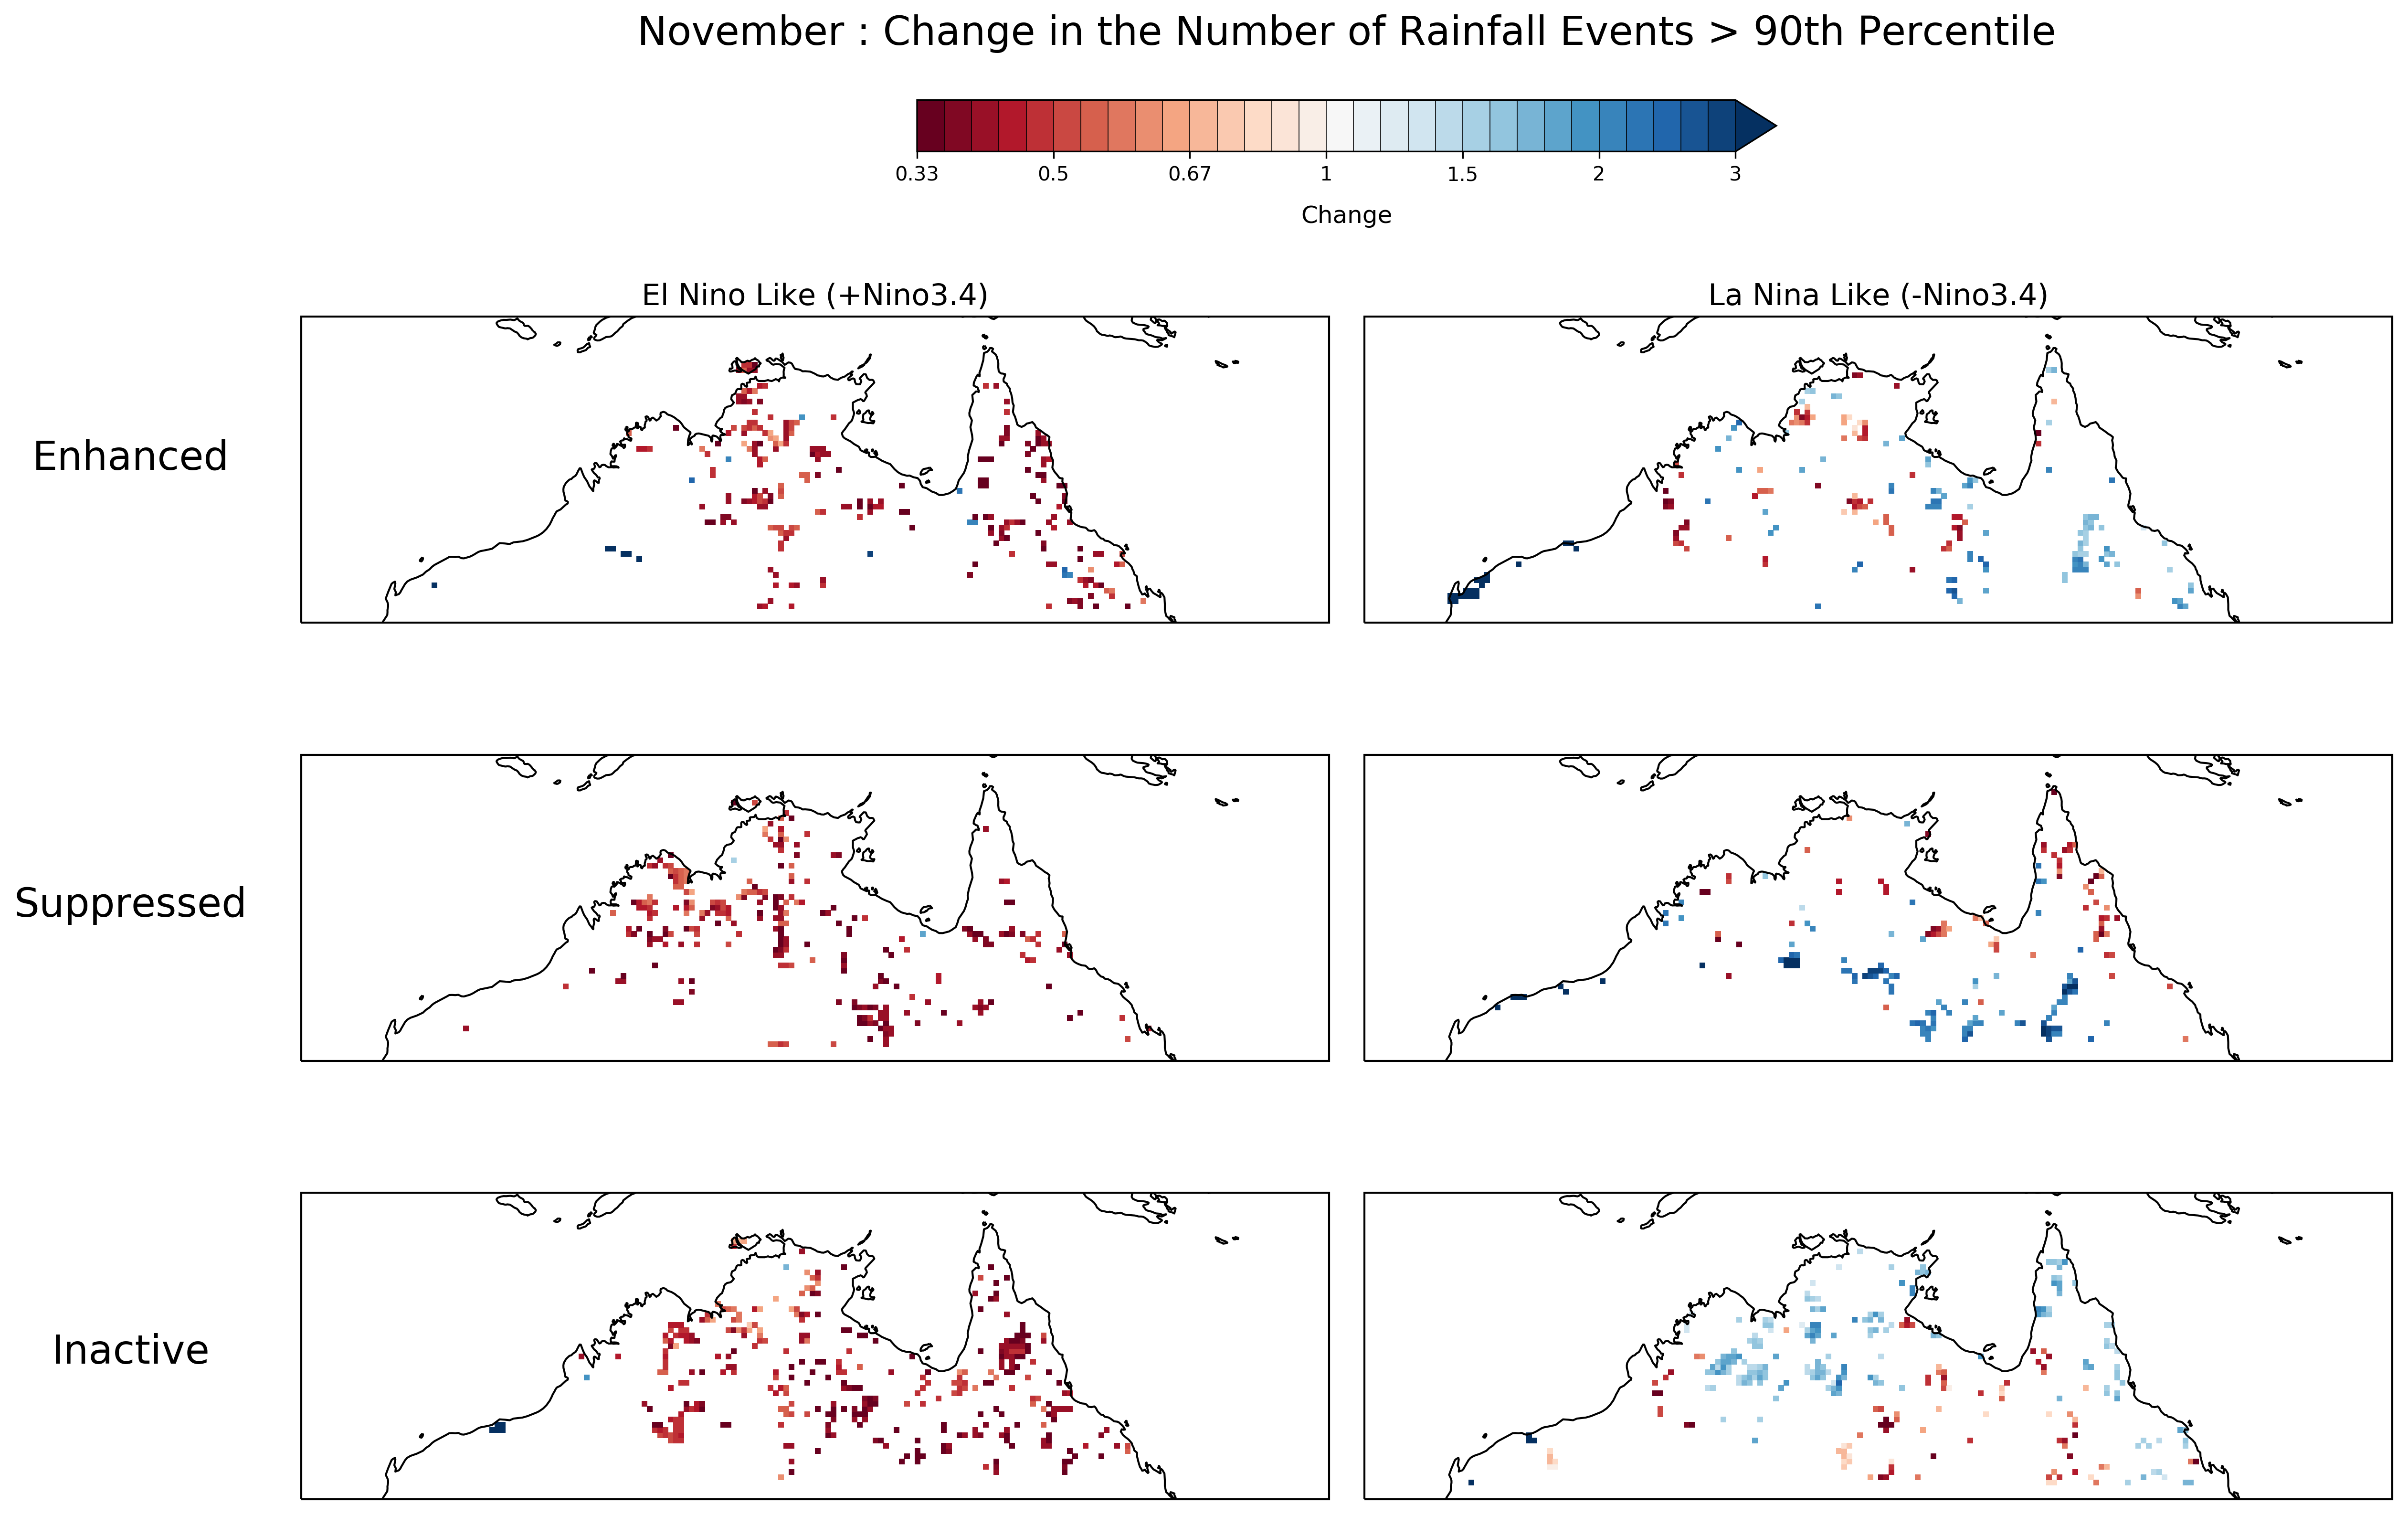 November : Change in the Number of Rainfall Events > 90th Percentile
0.33 0.5 0.67 1 1.5 2 3
Change
El Nino Like (+Nino3.4) La Nina Like (-Nino3.4)
Enhanced
Suppressed
Inactive